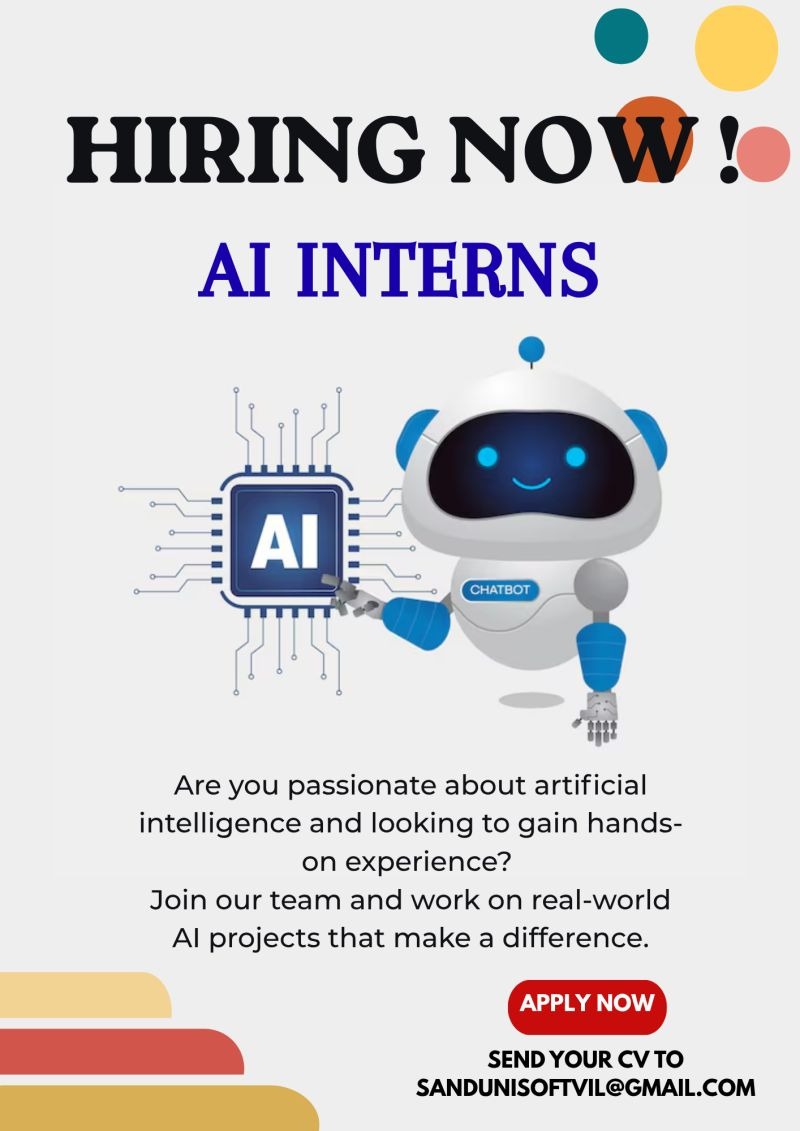 HIRING NOW !
AI INTERNS
AI
CHATBOT
Are you passionate about artificial
intelligence and looking to gain hands-
on experience?
Join our team and work on real-world
AI projects that make a difference.
APPLY NOW
SEND YOUR CV TO
SANDUNISOFTVIL@GMAIL.COM